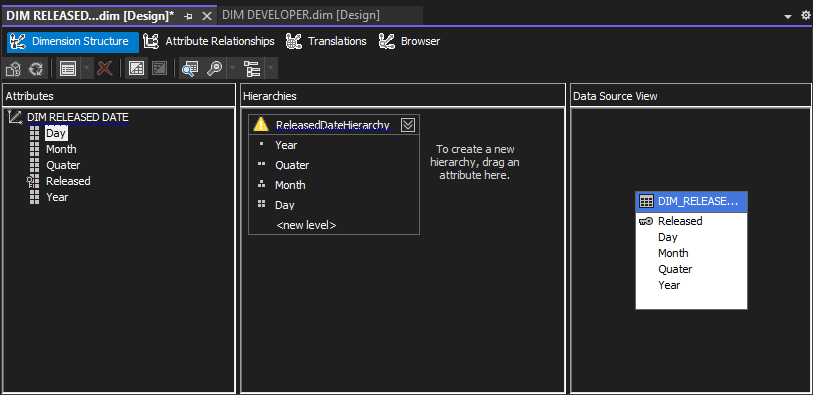 DIM RELEASED...dim [Design]* DIM DEVELOPER.dim [Design]
Dimension Structure Attribute Relationships Translations Browser
Attributes
DIM RELEASED DATE
Day
Month
Quater
Released
Year
Hierarchies
ReleasedDateHierarchy
Year
Quater
Month
Day
<new level>
To create a new
hierarchy, drag an
attribute here.
Data Source View
DIM_RELEASE...
Released
Day
Month
Quater
Year